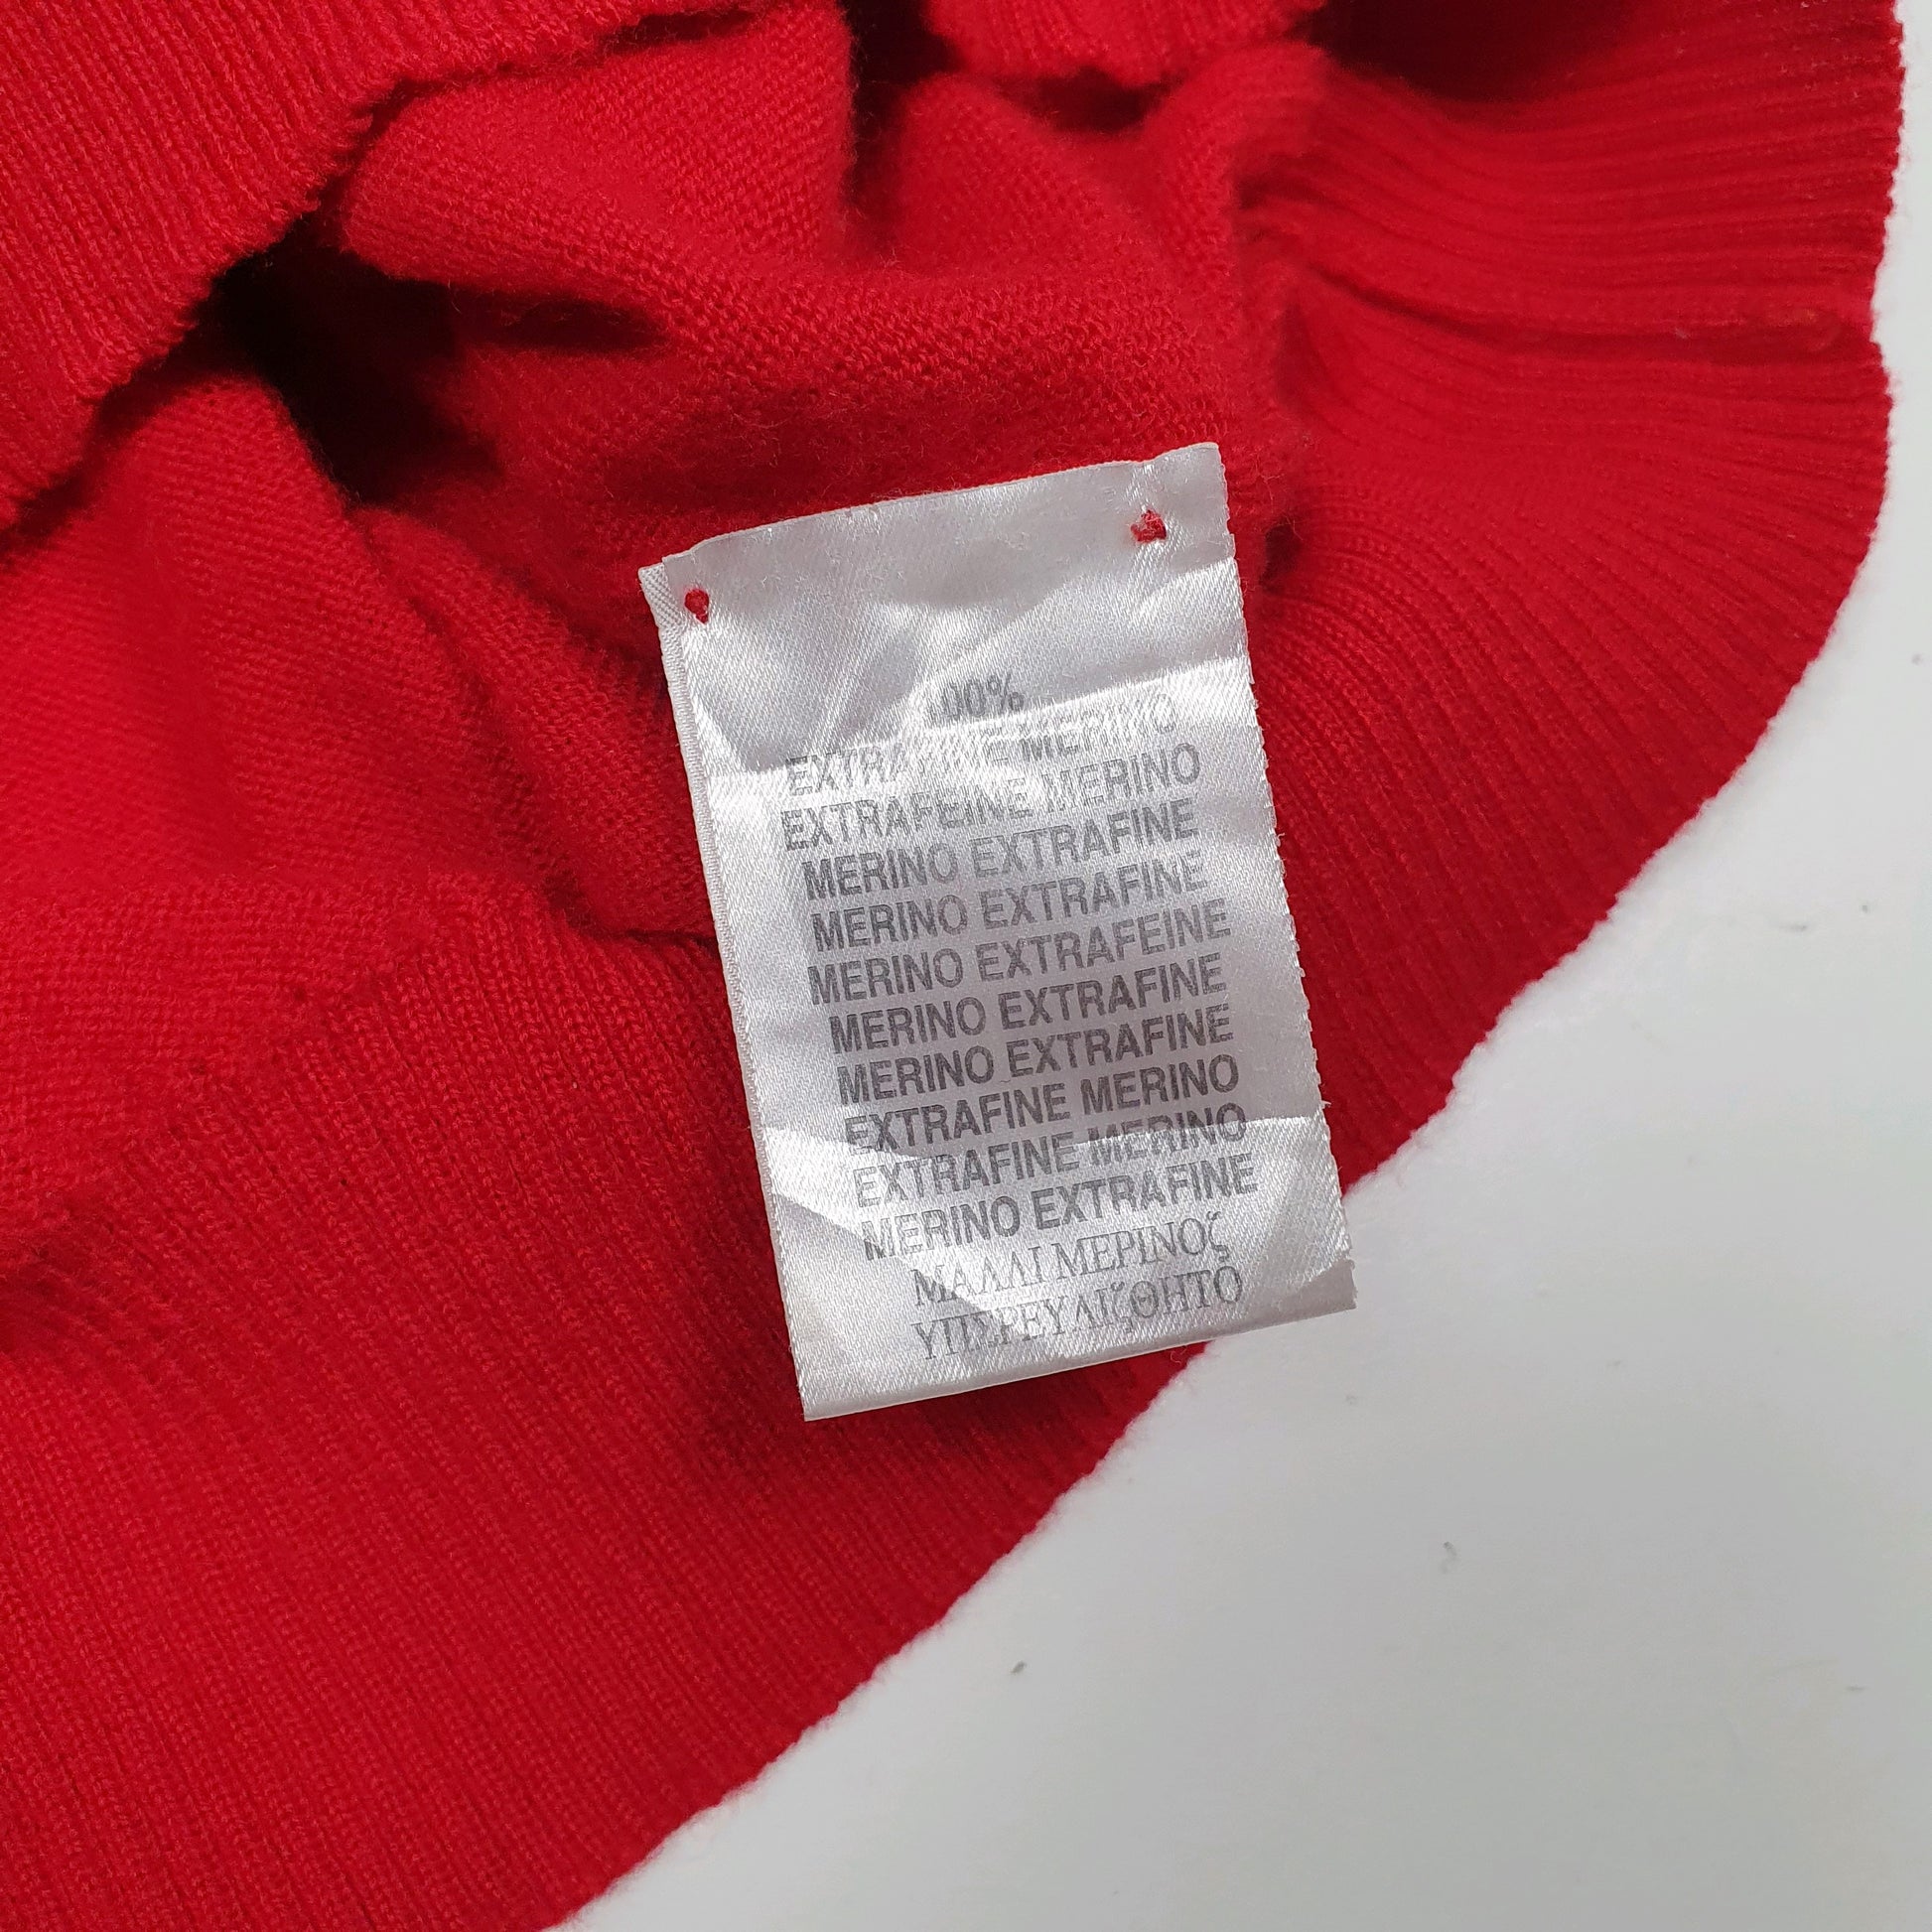 100%
EXTRAFINE MERINO
EXTRAFEINE MERINO
MERINO EXTRAFINE
MERINO EXTRAFINE
MERINO EXTRAFEINE
MERINO EXTRAFINE
MERINO EXTRAFINE
EXTRAFINE MERINO
EXTRAFINE MERINO
MERINO EXTRAFINE
ΜΑΛΛΙ ΜΕΡΙΝΟς
ΥΠΕΡΕΥΛΙςΘΗΤΟ